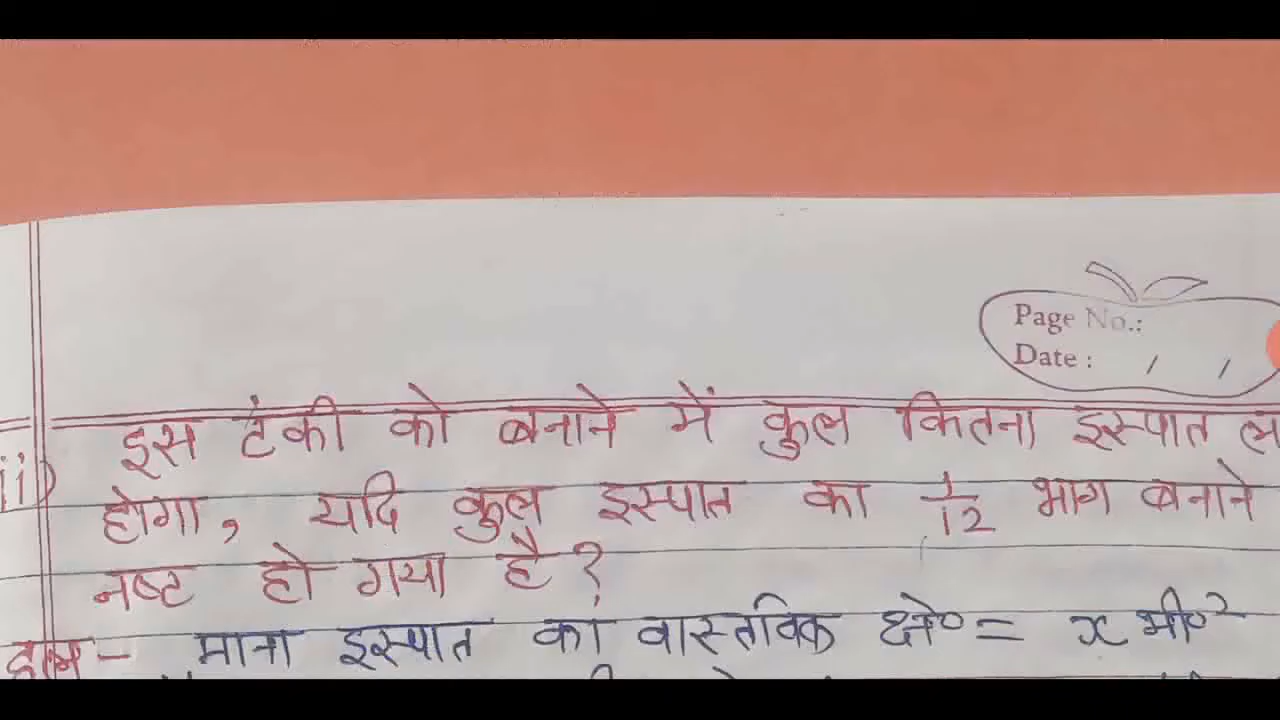 Page No.:
Date : / /
इस टंकी को बनाने में कुल कितना इस्पात
ii) होगा, यदि कुल इस्पात का 1/12 भाग बनाने
नष्ट हो गया है?
हल- माना इस्पात का वास्तविक क्षे० = x मी०²